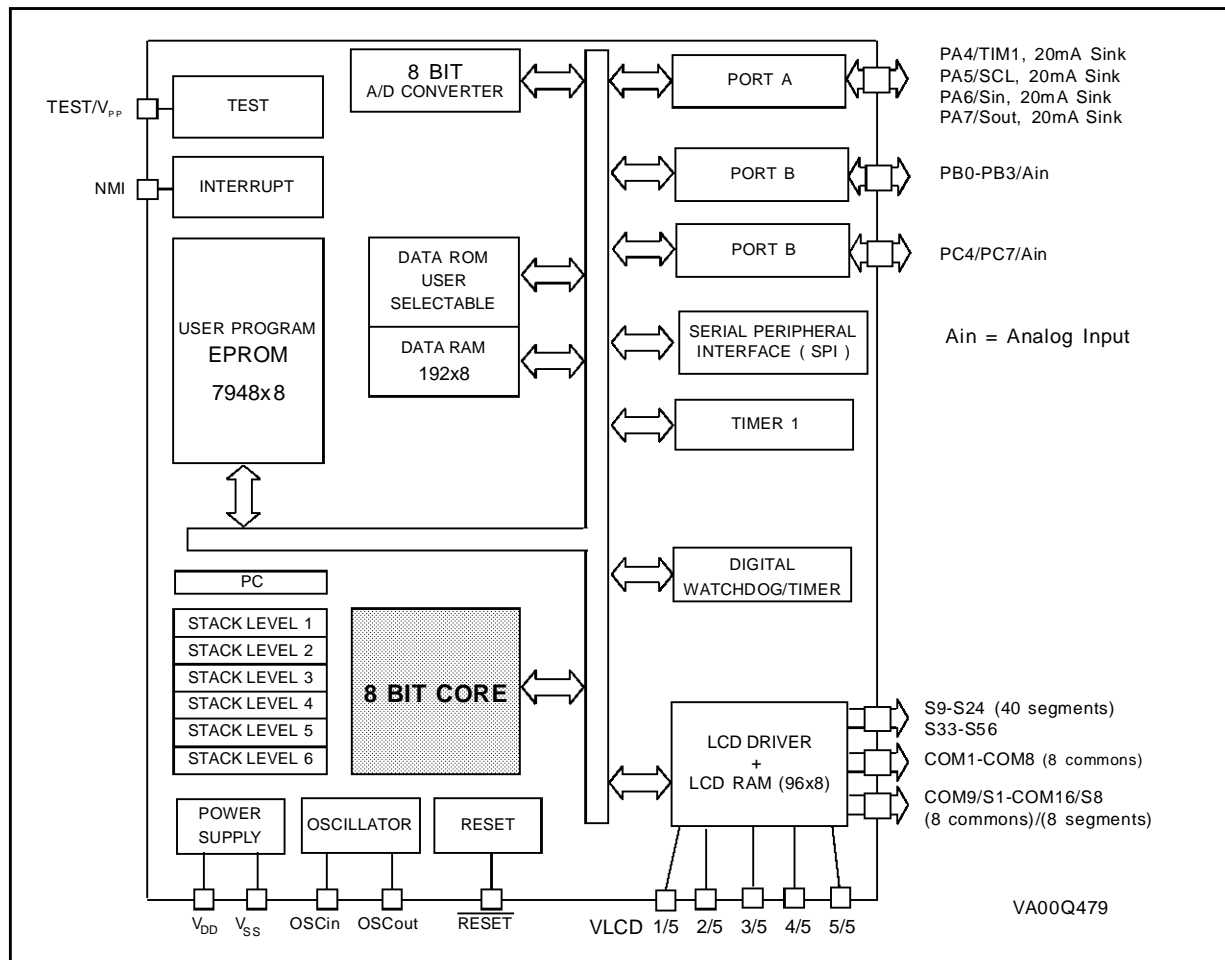 8 BIT
A/D CONVERTER
PORT A
PA4/TIM1, 20mA Sink
PA5/SCL, 20mA Sink
PA6/Sin, 20mA Sink
PA7/Sout, 20mA Sink
TEST/VPP
TEST
NMI
INTERRUPT
PORT B
PB0-PB3/Ain
DATA ROM
USER
SELECTABLE
PORT B
PC4/PC7/Ain
USER PROGRAM
EPROM
7948x8
DATA RAM
192x8
SERIAL PERIPHERAL
INTERFACE ( SPI )
Ain = Analog Input
TIMER 1
DIGITAL
WATCHDOG/TIMER
PC
STACK LEVEL 1
STACK LEVEL 2
STACK LEVEL 3
STACK LEVEL 4
STACK LEVEL 5
STACK LEVEL 6
8 BIT CORE
LCD DRIVER
+
LCD RAM (96x8)
S9-S24 (40 segments)
S33-S56
COM1-COM8 (8 commons)
COM9/S1-COM16/S8
(8 commons)/(8 segments)
POWER
SUPPLY
OSCILLATOR
RESET
VDD
VSS
OSCin
OSCout
RESET
VLCD 1/5 2/5 3/5 4/5 5/5
VA00Q479